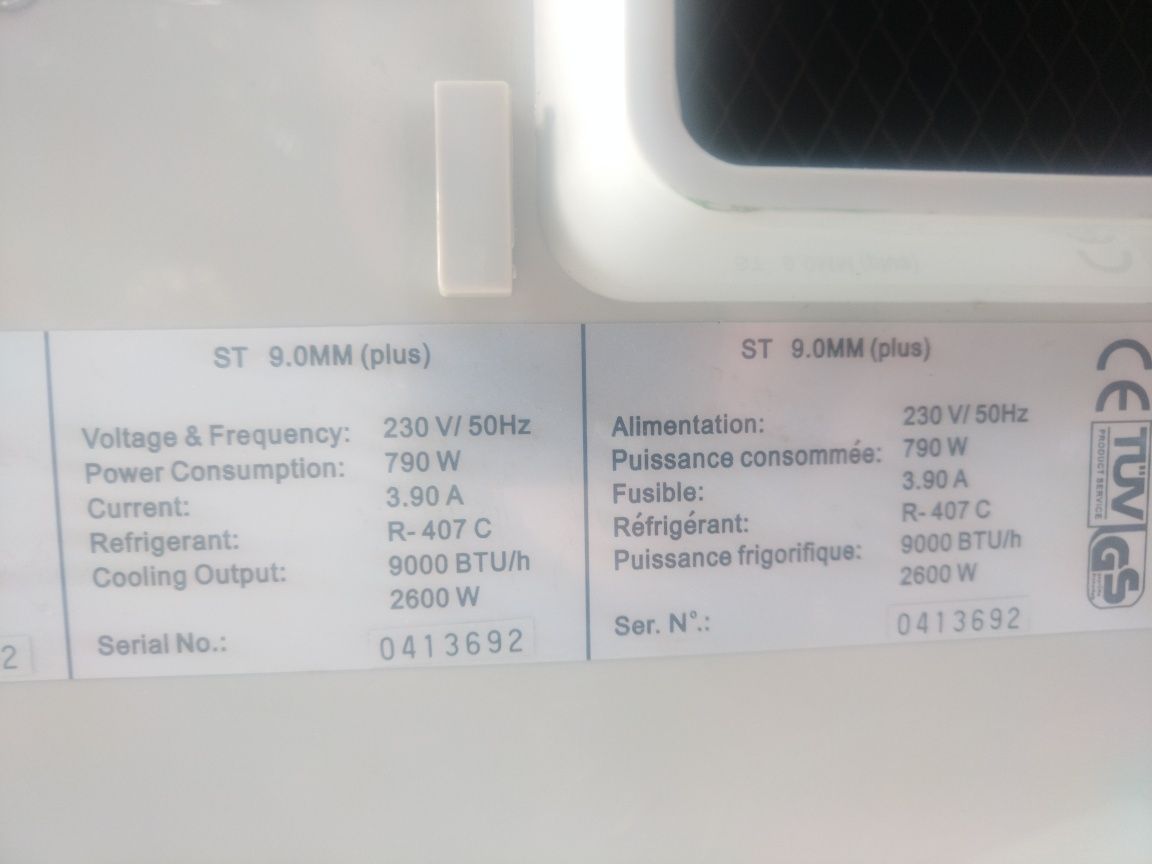 ST 9.0MM (plus)
Voltage & Frequency: 230 V/ 50Hz
Power Consumption: 790 W
Current: 3.90 A
Refrigerant: R- 407 C
Cooling Output: 9000 BTU/h
2600 W
Serial No.: 0413692
ST 9.0MM (plus)
Alimentation: 230 V/ 50Hz
Puissance consommée: 790 W
Fusible: 3.90 A
Réfrigérant: R- 407 C
Puissance frigorifique: 9000 BTU/h
2600 W
Ser. N°.: 0413692
CE
TÜV
PRODUCT SERVICE
GS
2